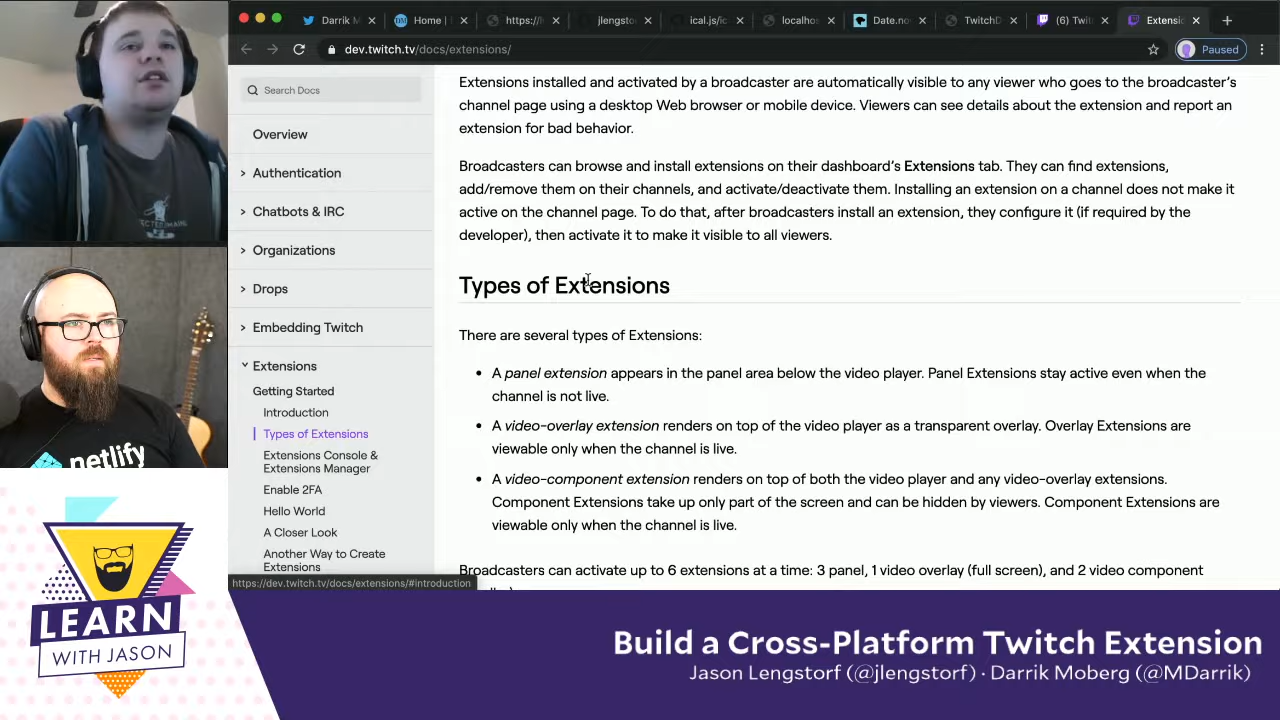 Darrik M
Home |
https://
jlengsto
ical.js/ic
localhos
Date.no
TwitchD
(6) Twit
Extensio
dev.twitch.tv/docs/extensions/
Paused
Search Docs
Overview
Authentication
Chatbots & IRC
Organizations
Drops
Embedding Twitch
Extensions
Getting Started
Introduction
Types of Extensions
Extensions Console &
Extensions Manager
Enable 2FA
Hello World
A Closer Look
Another Way to Create
Extensions
https://dev.twitch.tv/docs/extensions/#introduction
Extensions installed and activated by a broadcaster are automatically visible to any viewer who goes to the broadcaster's
channel page using a desktop Web browser or mobile device. Viewers can see details about the extension and report an
extension for bad behavior.
Broadcasters can browse and install extensions on their dashboard's Extensions tab. They can find extensions,
add/remove them on their channels, and activate/deactivate them. Installing an extension on a channel does not make it
active on the channel page. To do that, after broadcasters install an extension, they configure it (if required by the
developer), then activate it to make it visible to all viewers.
Types of Extensions
There are several types of Extensions:
• A panel extension appears in the panel area below the video player. Panel Extensions stay active even when the
channel is not live.
• A video-overlay extension renders on top of the video player as a transparent overlay. Overlay Extensions are
viewable only when the channel is live.
• A video-component extension renders on top of both the video player and any video-overlay extensions.
Component Extensions take up only part of the screen and can be hidden by viewers. Component Extensions are
viewable only when the channel is live.
Broadcasters can activate up to 6 extensions at a time: 3 panel, 1 video overlay (full screen), and 2 video component
netlify
LEARN
WITH JASON
Build a Cross-Platform Twitch Extension
Jason Lengstorf (@jlengstorf) · Darrik Moberg (@MDarrik)